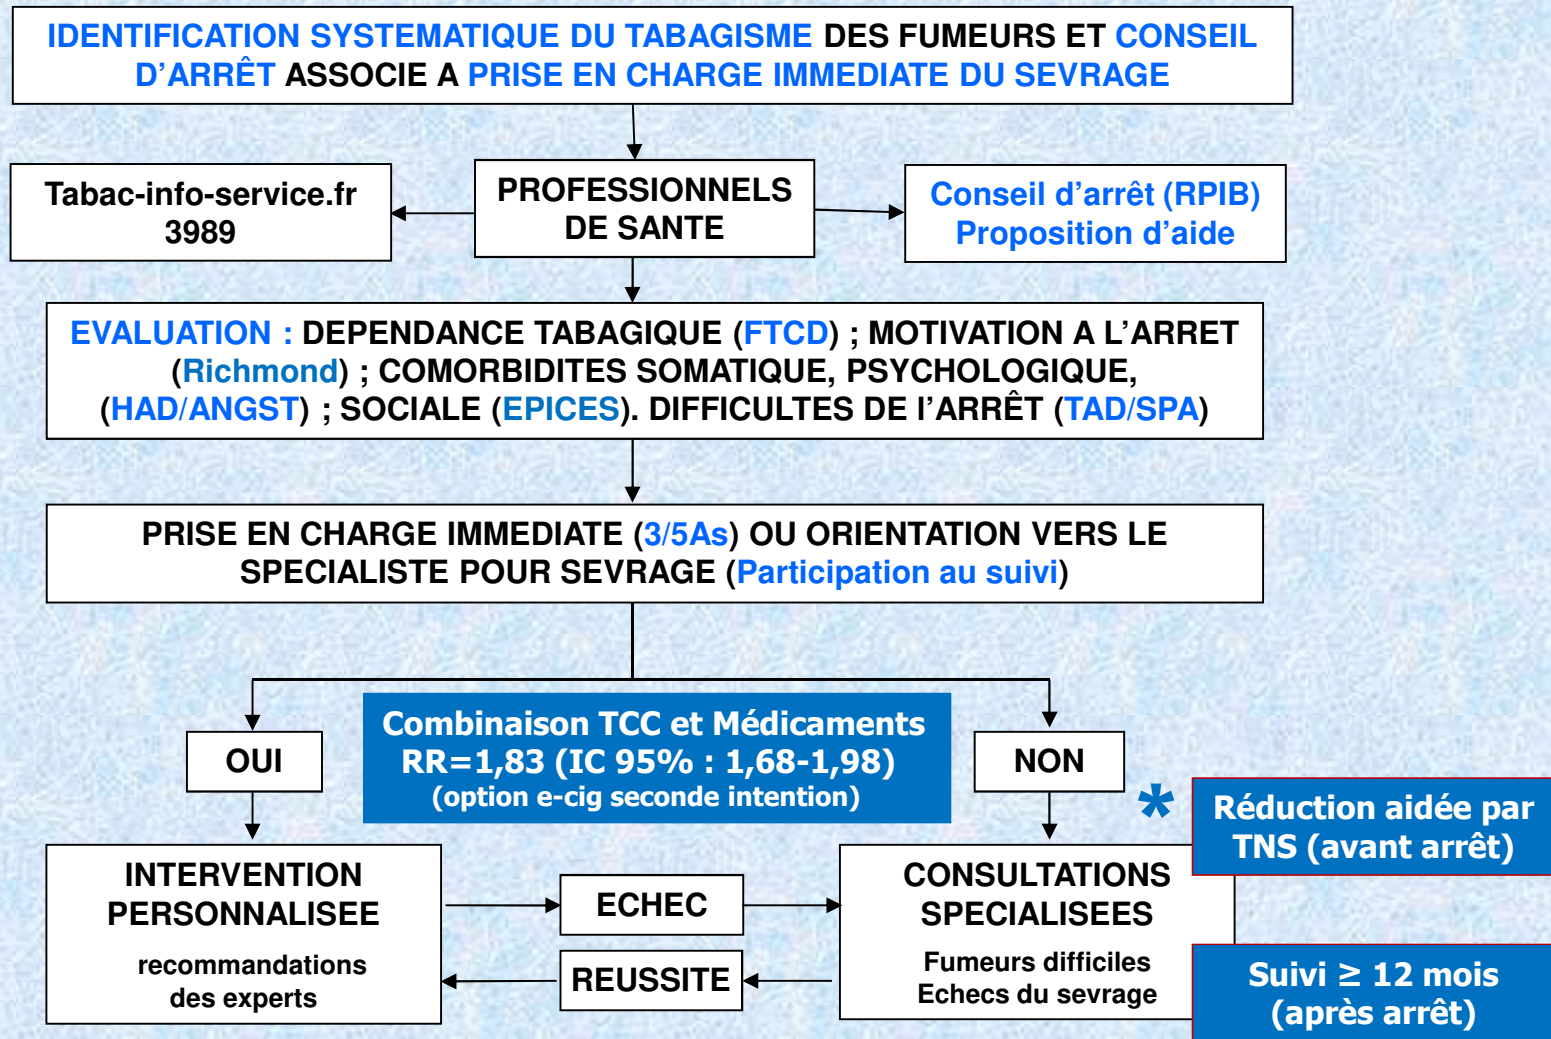 IDENTIFICATION SYSTEMATIQUE DU TABAGISME DES FUMEURS ET CONSEIL
D'ARRÊT ASSOCIE A PRISE EN CHARGE IMMEDIATE DU SEVRAGE
Tabac-info-service.fr
3989
PROFESSIONNELS
DE SANTE
Conseil d'arrêt (RPIB)
Proposition d'aide
EVALUATION : DEPENDANCE TABAGIQUE (FTCD) ; MOTIVATION A L'ARRET
(Richmond) ; COMORBIDITES SOMATIQUE, PSYCHOLOGIQUE,
(HAD/ANGST) ; SOCIALE (EPICES). DIFFICULTES DE l'ARRÊT (TAD/SPA)
PRISE EN CHARGE IMMEDIATE (3/5As) OU ORIENTATION VERS LE
SPECIALISTE POUR SEVRAGE (Participation au suivi)
OUI
Combinaison TCC et Médicaments
RR=1,83 (IC 95% : 1,68-1,98)
(option e-cig seconde intention)
NON
*
Réduction aidée par
TNS (avant arrêt)
INTERVENTION
PERSONNALISEE
recommandations
des experts
ECHEC
REUSSITE
CONSULTATIONS
SPECIALISEES
Fumeurs difficiles
Echecs du sevrage
Suivi ≥ 12 mois
(après arrêt)